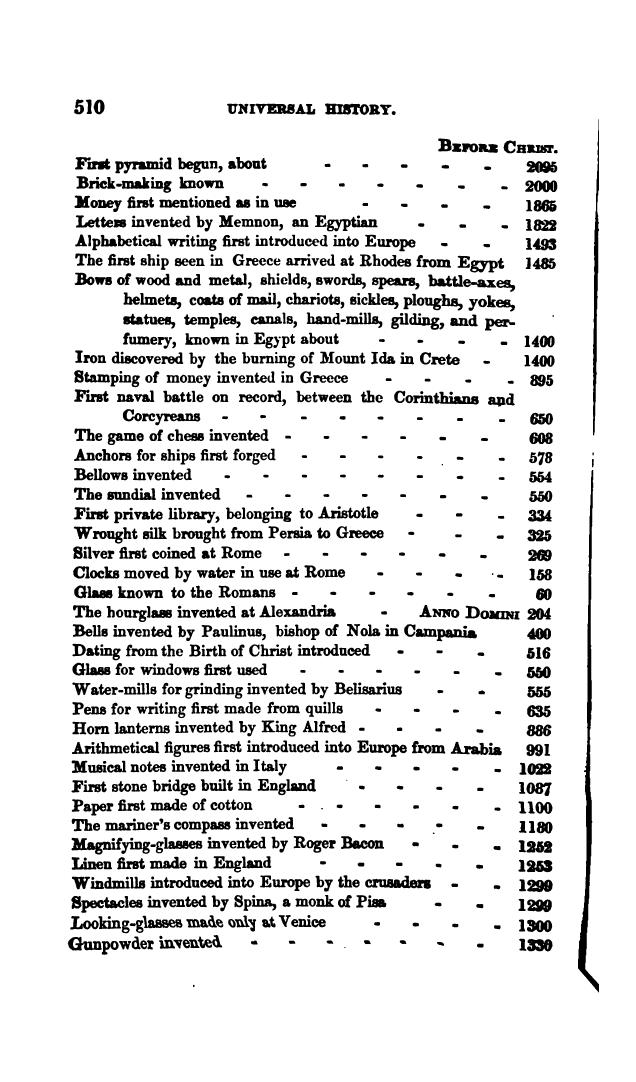 510 UNIVERSAL HISTORY.
BEFORE CHRIST.
First pyramid begun, about - - - - - 2095
Brick-making known - - - - - - - 2000
Money first mentioned as in use - - - - 1865
Letters invented by Memnon, an Egyptian - - - 1822
Alphabetical writing first introduced into Europe - - 1493
The first ship seen in Greece arrived at Rhodes from Egypt 1485
Bows of wood and metal, shields, swords, spears, battle-axes,
helmets, coats of mail, chariots, sickles, ploughs, yokes,
statues, temples, canals, hand-mills, gilding, and per-
fumery, known in Egypt about - - - - 1400
Iron discovered by the burning of Mount Ida in Crete - 1400
Stamping of money invented in Greece - - - - 895
First naval battle on record, between the Corinthians and
Corcyreans - - - - - - - - 650
The game of chess invented - - - - - - 608
Anchors for ships first forged - - - - - - 578
Bellows invented - - - - - - - - 554
The sundial invented - - - - - - - 550
First private library, belonging to Aristotle - - - 334
Wrought silk brought from Persia to Greece - - - 325
Silver first coined at Rome - - - - - - 269
Clocks moved by water in use at Rome - - - - 158
Glass known to the Romans - - - - - - 60
The hourglass invented at Alexandria - ANNO DOMINI 204
Bells invented by Paulinus, bishop of Nola in Campania 400
Dating from the Birth of Christ introduced - - - 516
Glass for windows first used - - - - - - 550
Water-mills for grinding invented by Belisarius - - 555
Pens for writing first made from quills - - - - 635
Horn lanterns invented by King Alfred - - - - 886
Arithmetical figures first introduced into Europe from Arabia 991
Musical notes invented in Italy - - - - - 1022
First stone bridge built in England - - - - 1087
Paper first made of cotton - - - - - - 1100
The mariner's compass invented - - - - - 1180
Magnifying-glasses invented by Roger Bacon - - - 1252
Linen first made in England - - - - - 1253
Windmills introduced into Europe by the crusaders - - 1299
Spectacles invented by Spina, a monk of Pisa - - 1299
Looking-glasses made only at Venice - - - - 1300
Gunpowder invented - - - - - - - 1330